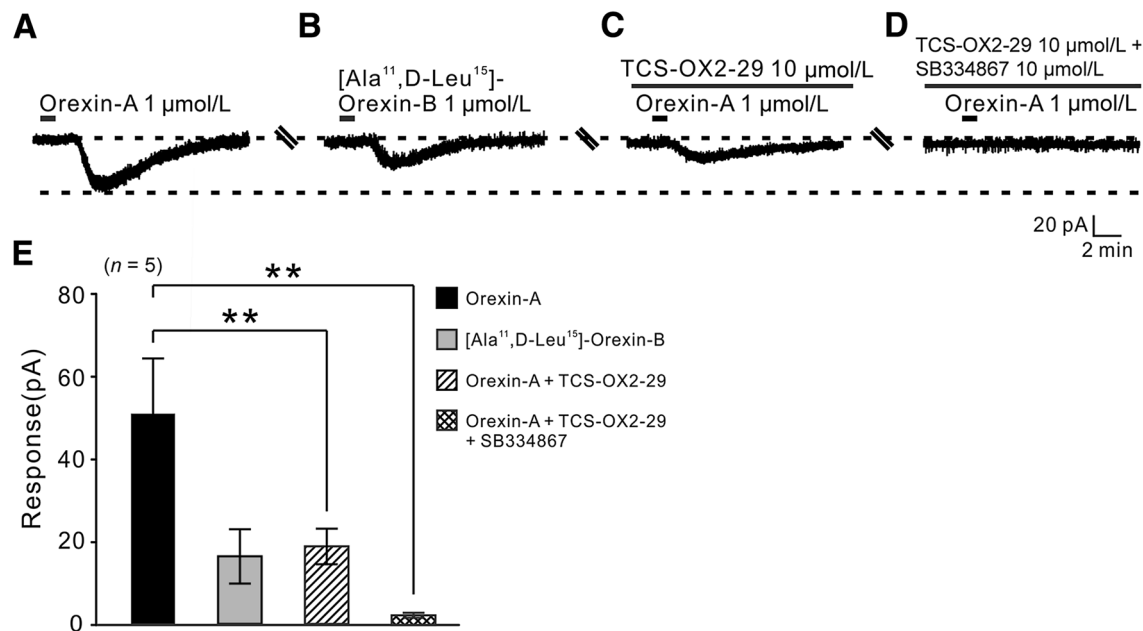 A
B
C
D
Orexin-A 1 μmol/L
[Ala¹¹,D-Leu¹⁵]-
Orexin-B 1 μmol/L
TCS-OX2-29 10 μmol/L
Orexin-A 1 μmol/L
TCS-OX2-29 10 μmol/L +
SB334867 10 μmol/L
Orexin-A 1 μmol/L
20 pA
2 min
E
(n = 5)
**
**
Response(pA)
80
60
40
20
0
Orexin-A
[Ala¹¹,D-Leu¹⁵]-Orexin-B
Orexin-A + TCS-OX2-29
Orexin-A + TCS-OX2-29
+ SB334867